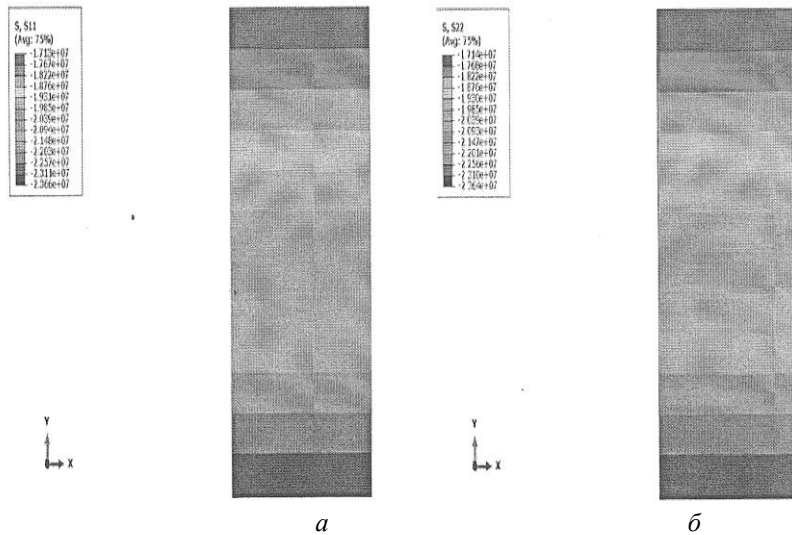 S, S11
(Avg: 75%)
-1.713e+07
-1.767e+07
-1.822e+07
-1.876e+07
-1.931e+07
-1.985e+07
-2.039e+07
-2.094e+07
-2.148e+07
-2.203e+07
-2.257e+07
-2.311e+07
-2.366e+07
Y
X
а
S, S22
(Avg: 75%)
-1.714e+07
-1.768e+07
-1.822e+07
-1.876e+07
-1.930e+07
-1.985e+07
-2.039e+07
-2.093e+07
-2.147e+07
-2.201e+07
-2.256e+07
-2.310e+07
-2.364e+07
Y
X
б